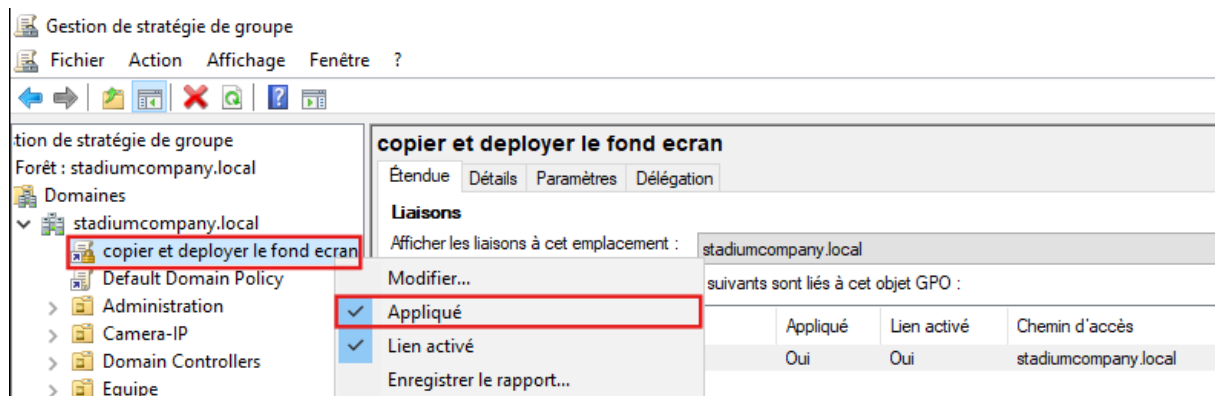 Gestion de stratégie de groupe
Fichier Action Affichage Fenêtre ?
tion de stratégie de groupe
Forêt : stadiumcompany.local
Domaines
stadiumcompany.local
copier et deployer le fond ecran
Default Domain Policy
Administration
Camera-IP
Domain Controllers
Equipe
copier et deployer le fond ecran
Étendue Détails Paramètres Délégation
Liaisons
Afficher les liaisons à cet emplacement : stadiumcompany.local
suivants sont liés à cet objet GPO :
Appliqué Lien activé Chemin d'accès
Oui Oui stadiumcompany.local
Modifier...
Appliqué
Lien activé
Enregistrer le rapport...